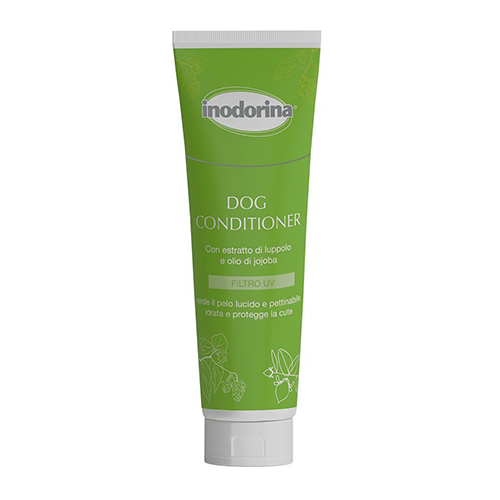 inodorina®
DOG
CONDITIONER
Con estratto di luppolo
e olio di jojoba
FILTRO UV
rende il pelo lucido e pettinabile,
idrata e protegge la cute